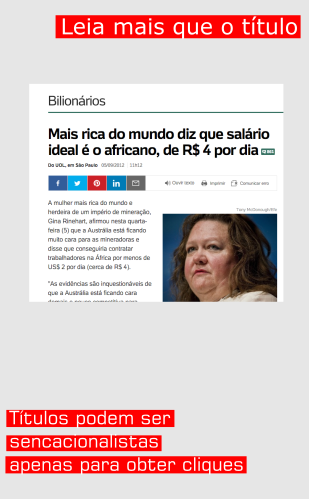 Leia mais que o título
Bilionários
Mais rica do mundo diz que salário
ideal é o africano, de R$ 4 por dia
Do UOL, em São Paulo 05/09/2012 11h12
Ouvir texto Imprimir Comunicar erro
Tony McDonough/Efe
A mulher mais rica do mundo e
herdeira de um império de mineração,
Gina Rinehart, afirmou nesta quarta-
feira (5) que a Austrália está ficando
muito cara para as mineradoras e
disse que conseguiria contratar
trabalhadores na África por menos de
US$ 2 por dia (cerca de R$ 4).
"As evidências são inquestionáveis de
que a Austrália está ficando cara
Títulos podem ser
sencacionalistas
apenas para obter cliques